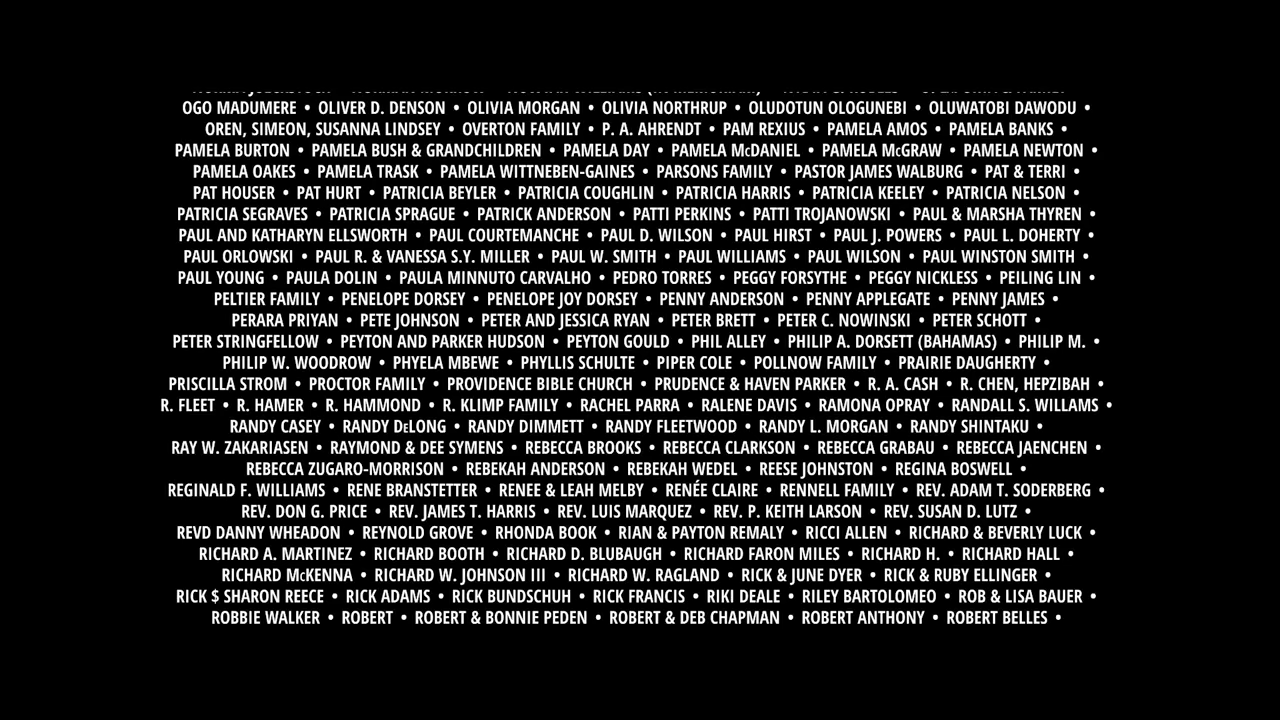 OGO MADUMERE • OLIVER D. DENSON • OLIVIA MORGAN • OLIVIA NORTHRUP • OLUDOTUN OLOGUNEBI • OLUWATOBI DAWODU •
OREN, SIMEON, SUSANNA LINDSEY • OVERTON FAMILY • P. A. AHRENDT • PAM REXIUS • PAMELA AMOS • PAMELA BANKS •
PAMELA BURTON • PAMELA BUSH & GRANDCHILDREN • PAMELA DAY • PAMELA McDANIEL • PAMELA McGRAW • PAMELA NEWTON •
PAMELA OAKES • PAMELA TRASK • PAMELA WITTNEBEN-GAINES • PARSONS FAMILY • PASTOR JAMES WALBURG • PAT & TERRI •
PAT HOUSER • PAT HURT • PATRICIA BEYLER • PATRICIA COUGHLIN • PATRICIA HARRIS • PATRICIA KEELEY • PATRICIA NELSON •
PATRICIA SEGRAVES • PATRICIA SPRAGUE • PATRICK ANDERSON • PATTI PERKINS • PATTI TROJANOWSKI • PAUL & MARSHA THYREN •
PAUL AND KATHARYN ELLSWORTH • PAUL COURTEMANCHE • PAUL D. WILSON • PAUL HIRST • PAUL J. POWERS • PAUL L. DOHERTY •
PAUL ORLOWSKI • PAUL R. & VANESSA S.Y. MILLER • PAUL W. SMITH • PAUL WILLIAMS • PAUL WILSON • PAUL WINSTON SMITH •
PAUL YOUNG • PAULA DOLIN • PAULA MINNUTO CARVALHO • PEDRO TORRES • PEGGY FORSYTHE • PEGGY NICKLESS • PEILING LIN •
PELTIER FAMILY • PENELOPE DORSEY • PENELOPE JOY DORSEY • PENNY ANDERSON • PENNY APPLEGATE • PENNY JAMES •
PERARA PRIYAN • PETE JOHNSON • PETER AND JESSICA RYAN • PETER BRETT • PETER C. NOWINSKI • PETER SCHOTT •
PETER STRINGFELLOW • PEYTON AND PARKER HUDSON • PEYTON GOULD • PHIL ALLEY • PHILIP A. DORSETT (BAHAMAS) • PHILIP M. •
PHILIP W. WOODROW • PHYELA MBEWE • PHYLLIS SCHULTE • PIPER COLE • POLLNOW FAMILY • PRAIRIE DAUGHERTY •
PRISCILLA STROM • PROCTOR FAMILY • PROVIDENCE BIBLE CHURCH • PRUDENCE & HAVEN PARKER • R. A. CASH • R. CHEN, HEPZIBAH •
R. FLEET • R. HAMER • R. HAMMOND • R. KLIMP FAMILY • RACHEL PARRA • RALENE DAVIS • RAMONA OPRAY • RANDALL S. WILLAMS •
RANDY CASEY • RANDY DeLONG • RANDY DIMMETT • RANDY FLEETWOOD • RANDY L. MORGAN • RANDY SHINTAKU •
RAY W. ZAKARIASEN • RAYMOND & DEE SYMENS • REBECCA BROOKS • REBECCA CLARKSON • REBECCA GRABAU • REBECCA JAENCHEN •
REBECCA ZUGARO-MORRISON • REBEKAH ANDERSON • REBEKAH WEDEL • REESE JOHNSTON • REGINA BOSWELL •
REGINALD F. WILLIAMS • RENE BRANSTETTER • RENEE & LEAH MELBY • RENÉE CLAIRE • RENNELL FAMILY • REV. ADAM T. SODERBERG •
REV. DON G. PRICE • REV. JAMES T. HARRIS • REV. LUIS MARQUEZ • REV. P. KEITH LARSON • REV. SUSAN D. LUTZ •
REVD DANNY WHEADON • REYNOLD GROVE • RHONDA BOOK • RIAN & PAYTON REMALY • RICCI ALLEN • RICHARD & BEVERLY LUCK •
RICHARD A. MARTINEZ • RICHARD BOOTH • RICHARD D. BLUBAUGH • RICHARD FARON MILES • RICHARD H. • RICHARD HALL •
RICHARD McKENNA • RICHARD W. JOHNSON III • RICHARD W. RAGLAND • RICK & JUNE DYER • RICK & RUBY ELLINGER •
RICK $ SHARON REECE • RICK ADAMS • RICK BUNDSCHUH • RICK FRANCIS • RIKI DEALE • RILEY BARTOLOMEO • ROB & LISA BAUER •
ROBBIE WALKER • ROBERT • ROBERT & BONNIE PEDEN • ROBERT & DEB CHAPMAN • ROBERT ANTHONY • ROBERT BELLES •